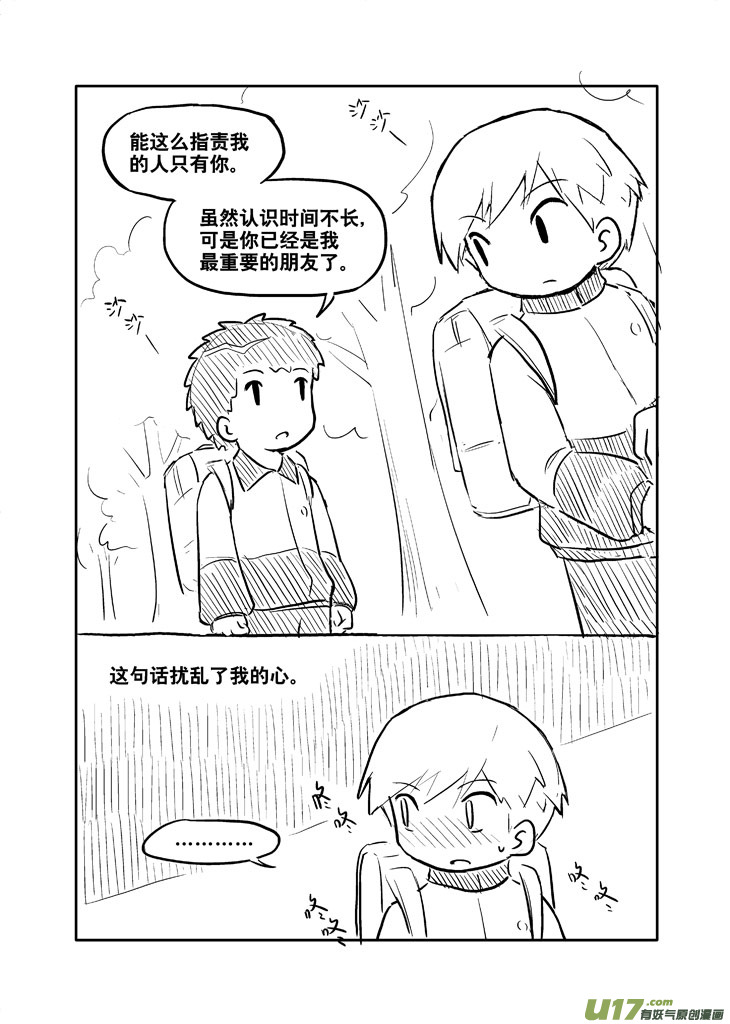 能这么指责我
的人只有你。
虽然认识时间不长，
可是你已经是我
最重要的朋友了。
沙沙
沙沙
这句话扰乱了我的心。
…………
咚咚
咚咚
咚咚
U17.com
有妖气原创漫画